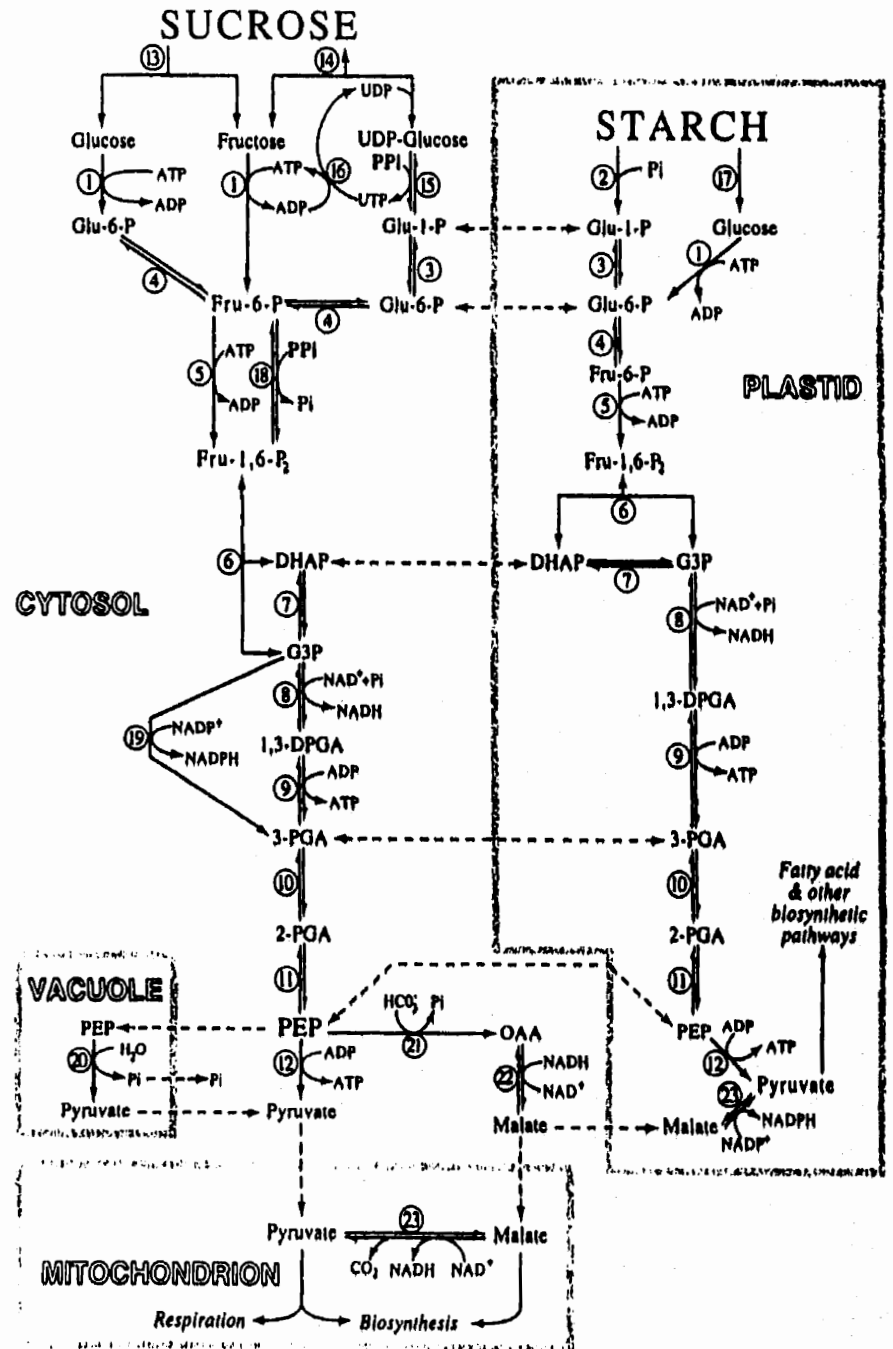 SUCROSE
13 14
UDP
Glucose Fructose UDP-Glucose
PPi
1 ATP ADP 1 ATP ADP 16 UTP 15
Glu-6-P Glu-1-P
4 3
Fru-6-P 4 Glu-6-P
5 ATP ADP 18 PPi Pi
Fru-1,6-P2
6 DHAP
CYTOSOL
7
G3P
8 NAD++Pi
NADH
19 NADP+
NADPH
1,3-DPGA
9 ADP
ATP
3-PGA
10
2-PGA
11
PEP 21 HCO3- Pi OAA
12 ADP
ATP
22 NADH
NAD+
Pyruvate Malate
VACUOLE
PEP
20 H2O
Pi Pi
Pyruvate
STARCH
2 Pi 17
Glu-1-P Glucose
3 1 ATP
ADP
Glu-6-P
4
Fru-6-P
PLASTID
5 ATP
ADP
Fru-1,6-P2
6
DHAP 7 G3P
8 NAD++Pi
NADH
1,3-DPGA
9 ADP
ATP
3-PGA
10
2-PGA
11
PEP
12 ADP
ATP
Pyruvate
23 NADPH
NADP+
Malate
Fatty acid
& other
biosynthetic
pathways
Pyruvate 23 Malate
CO2 NADH NAD+
MITOCHONDRION
Respiration Biosynthesis